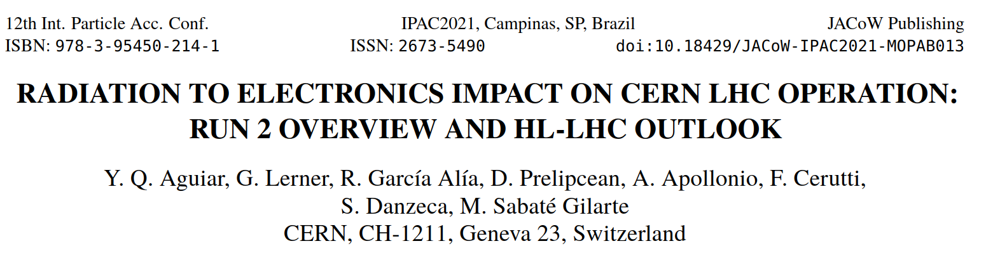 12th Int. Particle Acc. Conf. IPAC2021, Campinas, SP, Brazil JACoW Publishing
ISBN: 978-3-95450-214-1 ISSN: 2673-5490 doi:10.18429/JACoW-IPAC2021-MOPAB013
RADIATION TO ELECTRONICS IMPACT ON CERN LHC OPERATION:
RUN 2 OVERVIEW AND HL-LHC OUTLOOK
Y. Q. Aguiar, G. Lerner, R. García Alía, D. Prelipcean, A. Apollonio, F. Cerutti,
S. Danzeca, M. Sabaté Gilarte
CERN, CH-1211, Geneva 23, Switzerland